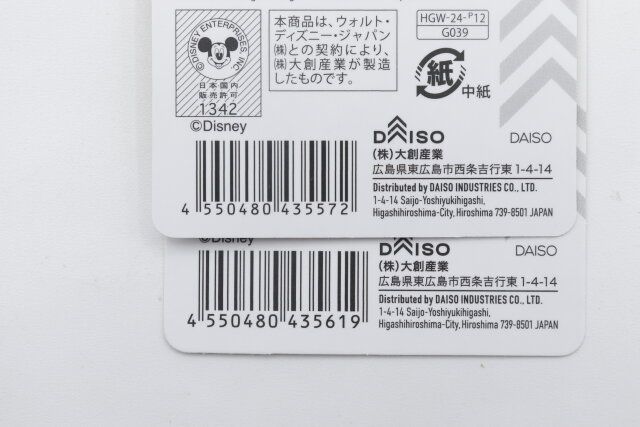 ©DISNEY ENTERPRISES, INC
日本国内
販売許可
1342
©Disney
本商品は、ウォルト・
ディズニー・ジャパン
㈱との契約により、
㈱大創産業が製造
したものです。
HGW-24-P12
G039
紙
中紙
DAISO
DAISO
(株)大創産業
広島県東広島市西条吉行東 1-4-14
Distributed by DAISO INDUSTRIES CO., LTD.
1-4-14 Saijo-Yoshiyukihigashi,
Higashihiroshima-City, Hiroshima 739-8501 JAPAN
4 550480 435572
©Disney
DAISO
DAISO
(株)大創産業
広島県東広島市西条吉行東 1-4-14
Distributed by DAISO INDUSTRIES CO., LTD.
1-4-14 Saijo-Yoshiyukihigashi,
Higashihiroshima-City, Hiroshima 739-8501 JAPAN
4 550480 435619